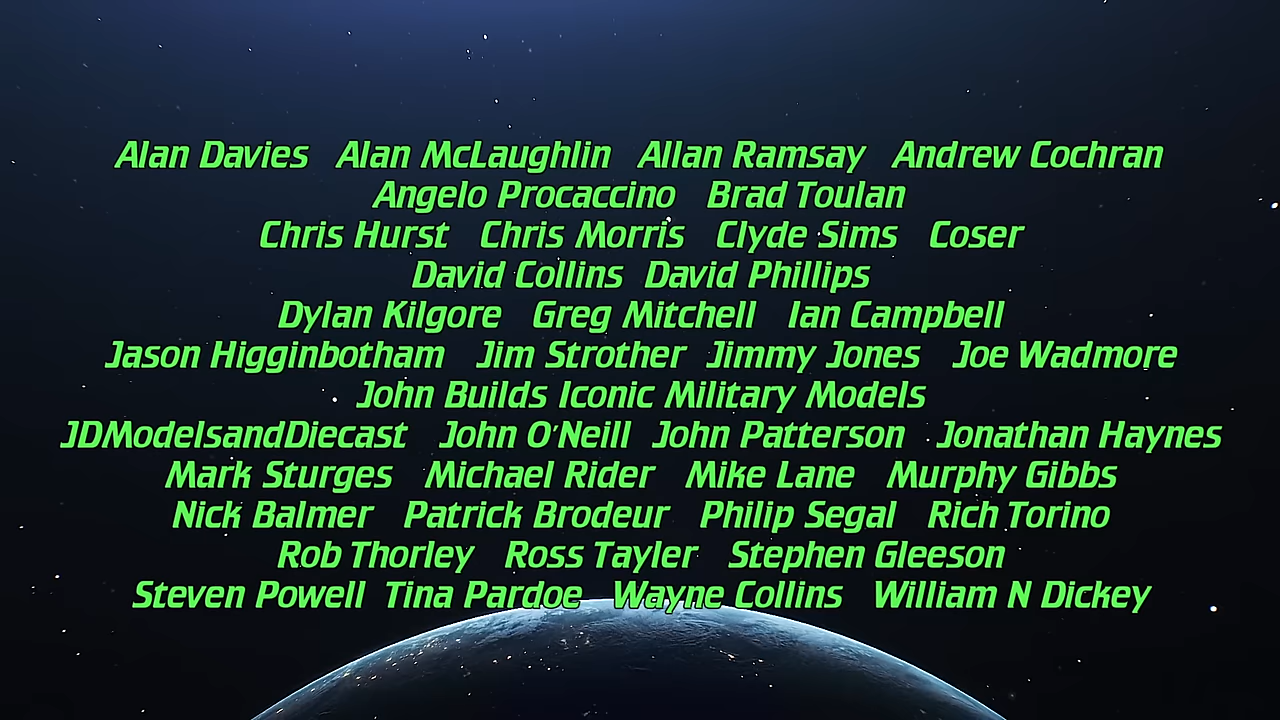 Alan Davies Alan McLaughlin Allan Ramsay Andrew Cochran
Angelo Procaccino Brad Toulan
Chris Hurst Chris Morris Clyde Sims Coser
David Collins David Phillips
Dylan Kilgore Greg Mitchell Ian Campbell
Jason Higginbotham Jim Strother Jimmy Jones Joe Wadmore
John Builds Iconic Military Models
JDModelsandDiecast John O'Neill John Patterson Jonathan Haynes
Mark Sturges Michael Rider Mike Lane Murphy Gibbs
Nick Balmer Patrick Brodeur Philip Segal Rich Torino
Rob Thorley Ross Tayler Stephen Gleeson
Steven Powell Tina Pardoe Wayne Collins William N Dickey